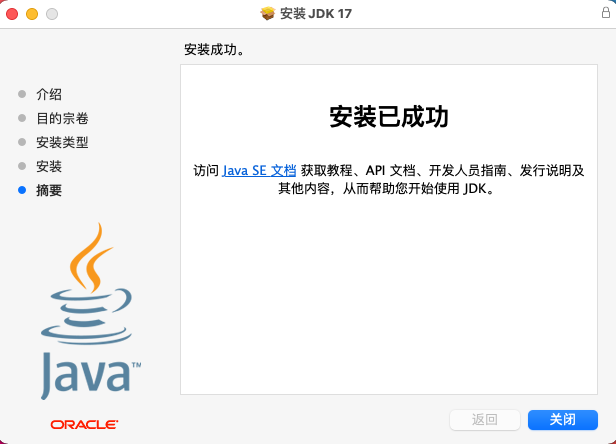 安装 JDK 17
安装成功。
介绍
目的宗卷
安装类型
安装
摘要
安装已成功
访问 Java SE 文档 获取教程、API 文档、开发人员指南、发行说明及
其他内容，从而帮助您开始使用 JDK。
Java™
ORACLE®
返回
关闭